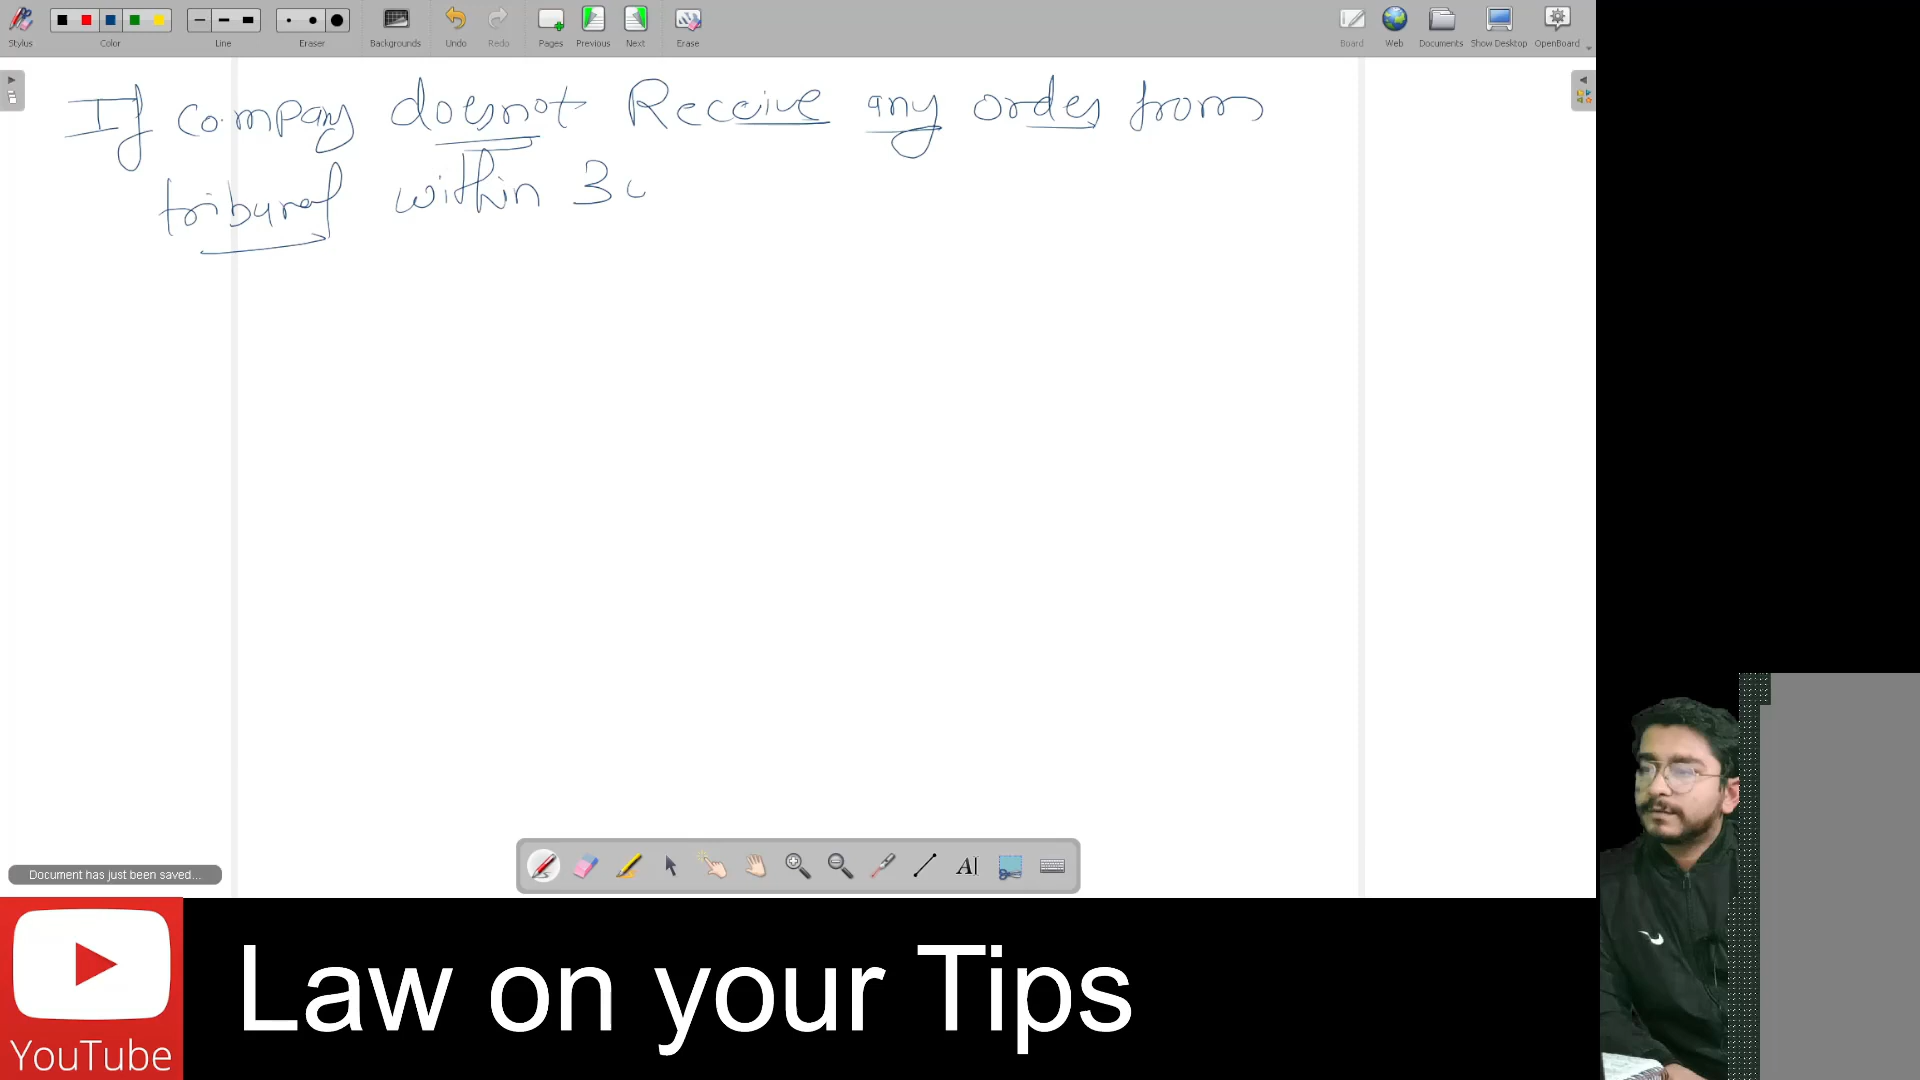 Stylus
Color
Line
Eraser
Backgrounds
Undo
Redo
Pages
Previous
Next
Erase
Board
Web
Documents
Show Desktop
OpenBoard
If company doesnot Receive any order from
tribunal within 3
Document has just been saved...
YouTube
Law on your Tips